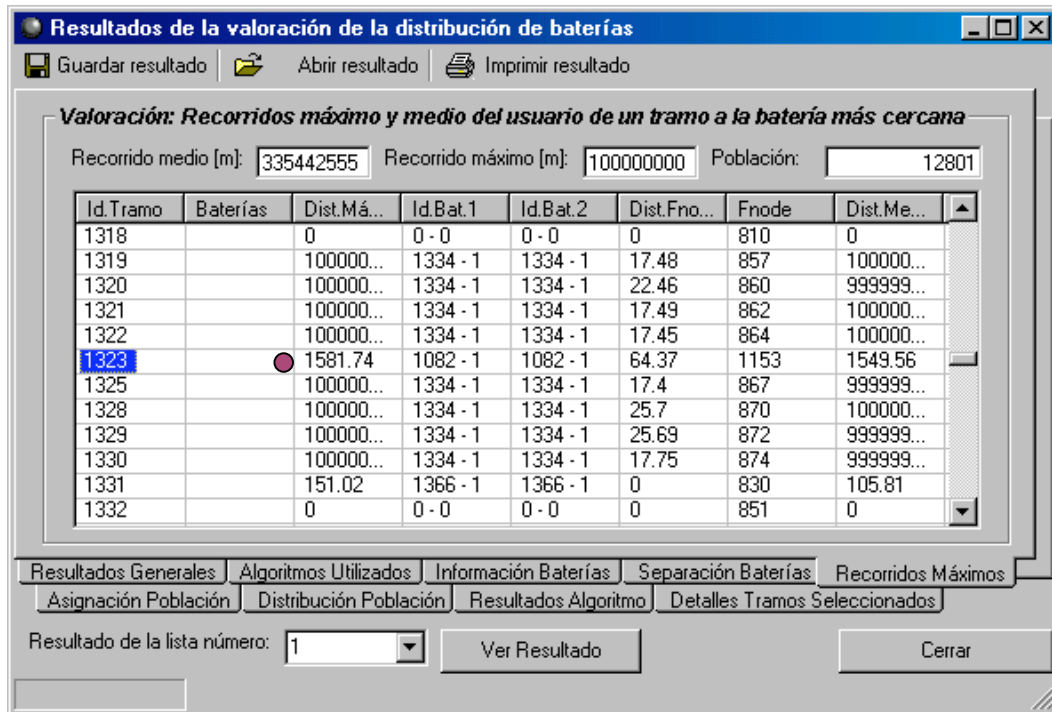 Resultados de la valoración de la distribución de baterías
Guardar resultado Abrir resultado Imprimir resultado
Valoración: Recorridos máximo y medio del usuario de un tramo a la batería más cercana
Recorrido medio [m]: 335442555 Recorrido máximo [m]: 100000000 Población: 12801
Id.Tramo Baterías Dist.Má... Id.Bat.1 Id.Bat.2 Dist.Fno... Fnode Dist.Me...
1318 0 0 - 0 0 - 0 0 810 0
1319 100000... 1334 - 1 1334 - 1 17.48 857 100000...
1320 100000... 1334 - 1 1334 - 1 22.46 860 999999...
1321 100000... 1334 - 1 1334 - 1 17.49 862 100000...
1322 100000... 1334 - 1 1334 - 1 17.45 864 100000...
1323 1581.74 1082 - 1 1082 - 1 64.37 1153 1549.56
1325 100000... 1334 - 1 1334 - 1 17.4 867 999999...
1328 100000... 1334 - 1 1334 - 1 25.7 870 100000...
1329 100000... 1334 - 1 1334 - 1 25.69 872 999999...
1330 100000... 1334 - 1 1334 - 1 17.75 874 999999...
1331 151.02 1366 - 1 1366 - 1 0 830 105.81
1332 0 0 - 0 0 - 0 0 851 0
Resultados Generales Algoritmos Utilizados Información Baterías Separación Baterías Recorridos Máximos
Asignación Población Distribución Población Resultados Algoritmo Detalles Tramos Seleccionados
Resultado de la lista número: 1 Ver Resultado Cerrar